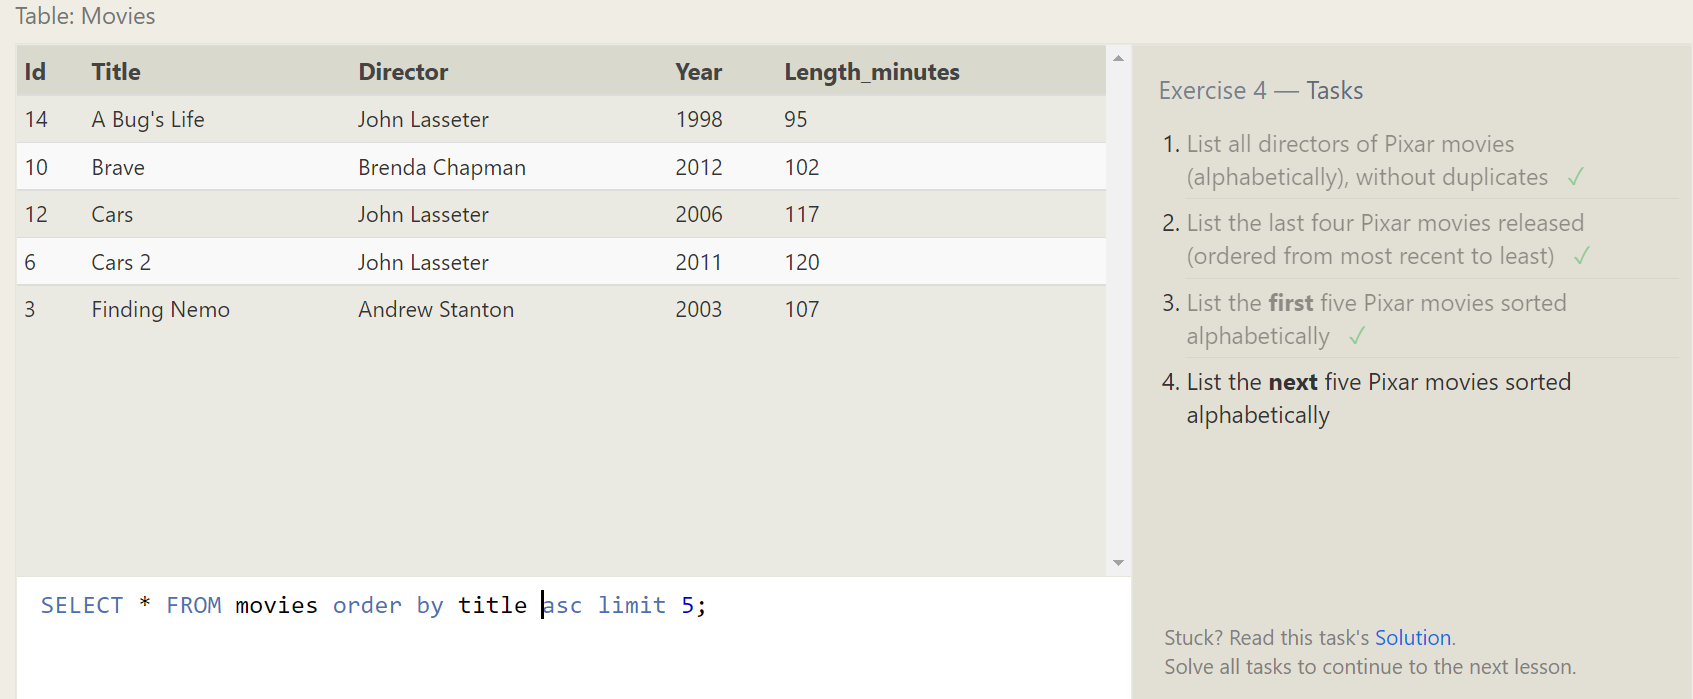 Table: Movies
Id Title Director Year Length_minutes
14 A Bug's Life John Lasseter 1998 95
10 Brave Brenda Chapman 2012 102
12 Cars John Lasseter 2006 117
6 Cars 2 John Lasseter 2011 120
3 Finding Nemo Andrew Stanton 2003 107
SELECT * FROM movies order by title asc limit 5;
Exercise 4 — Tasks
1. List all directors of Pixar movies
(alphabetically), without duplicates ✓
2. List the last four Pixar movies released
(ordered from most recent to least) ✓
3. List the first five Pixar movies sorted
alphabetically ✓
4. List the next five Pixar movies sorted
alphabetically
Stuck? Read this task's Solution.
Solve all tasks to continue to the next lesson.